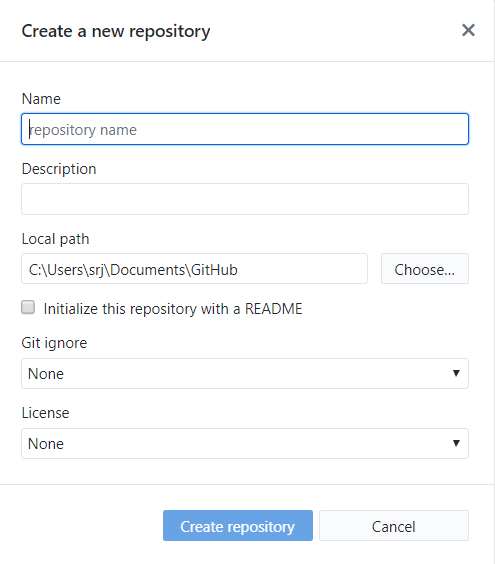 Create a new repository
Name
repository name
Description
Local path
C:\Users\srj\Documents\GitHub
Choose...
Initialize this repository with a README
Git ignore
None
License
None
Create repository
Cancel